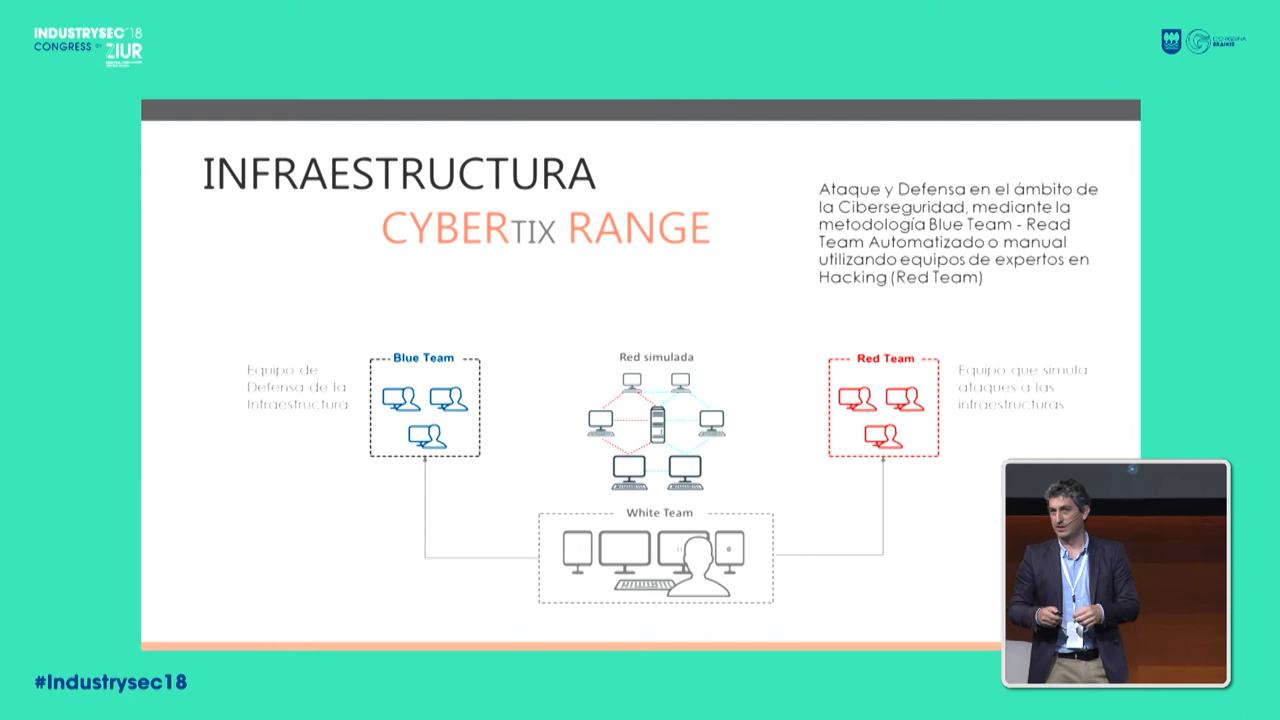 INDUSTRYSEC'18
CONGRESS BY ZIUR
INFRAESTRUCTURA
CYBERTIX RANGE
Ataque y Defensa en el ámbito de
la Ciberseguridad, mediante la
metodología Blue Team - Read
Team Automatizado o manual
utilizando equipos de expertos en
Hacking (Red Team)
Equipo de
Defensa de la
Infraestructura
Blue Team
Red simulada
Red Team
Equipo que simula
ataques a las
infraestructuras
White Team
#Industrysec18